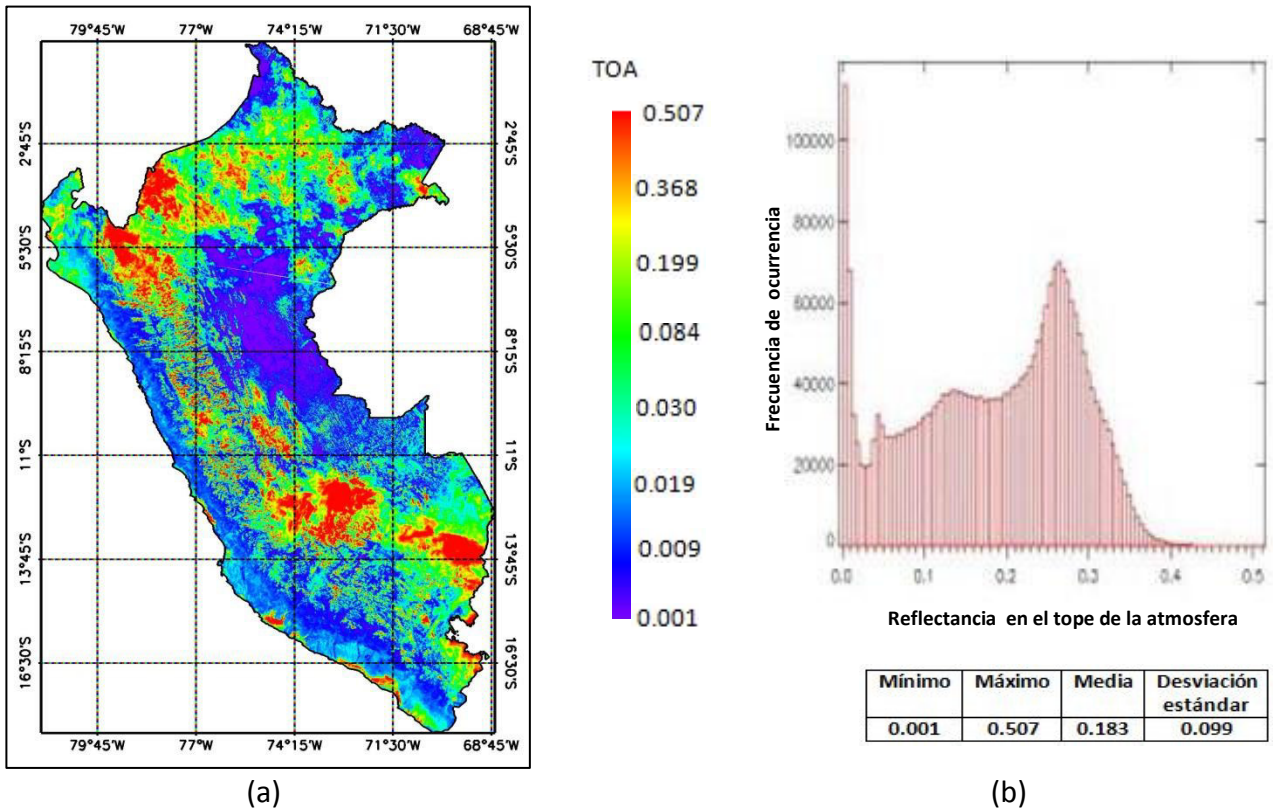 79°45'W 77°W 74°15'W 71°30'W 68°45'W
2°45'S 2°45'S
5°30'S 5°30'S
8°15'S 8°15'S
11°S 11°S
13°45'S 13°45'S
16°30'S 16°30'S
79°45'W 77°W 74°15'W 71°30'W 68°45'W
(a)
TOA
0.507
0.368
0.199
0.084
0.030
0.019
0.009
0.001
Frecuencia de ocurrencia
100000
80000
60000
40000
20000
0
0.0 0.1 0.2 0.3 0.4 0.5
Reflectancia en el tope de la atmosfera
Mínimo Máximo Media Desviación estándar
0.001 0.507 0.183 0.099
(b)